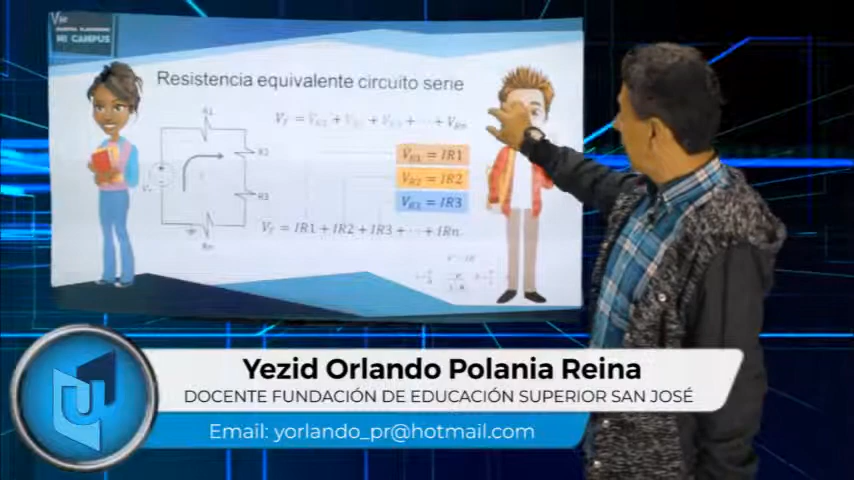 MI CAMPUS
Resistencia equivalente circuito serie
R1
R2
R3
Rn
V_T = V_R1 + V_R2 + V_R3 + ⋯ + V_Rn
V_R1 = IR1
V_R2 = IR2
V_R3 = IR3
V_T = IR1 + IR2 + IR3 + ⋯ + IRn
Yezid Orlando Polania Reina
DOCENTE FUNDACIÓN DE EDUCACIÓN SUPERIOR SAN JOSÉ
Email: yorlando_pr@hotmail.com